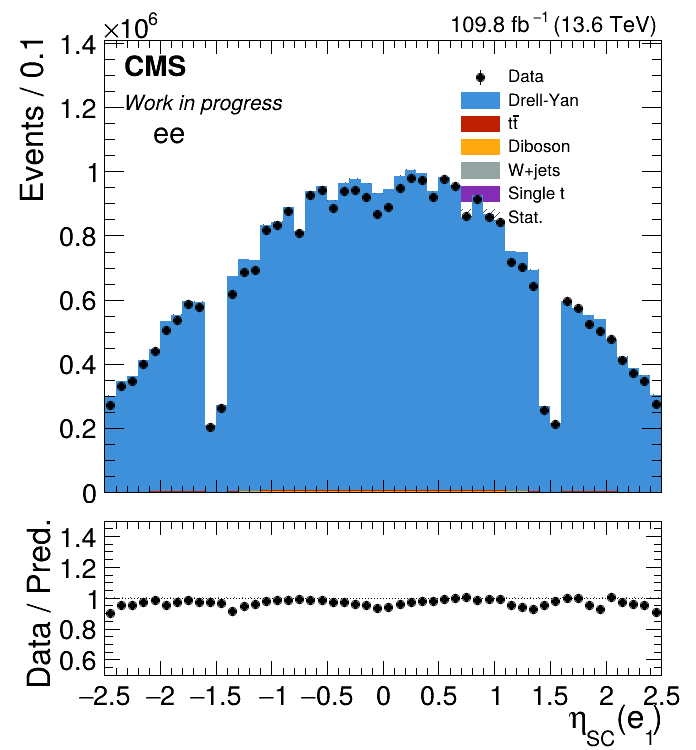 ×10⁶
109.8 fb⁻¹ (13.6 TeV)
Events / 0.1
1.4
1.2
1
0.8
0.6
0.4
0.2
0
CMS
Work in progress
ee
Data
Drell-Yan
tt̅
Diboson
W+jets
Single t
Stat.
Data / Pred.
1.4
1.2
1
0.8
0.6
−2.5 −2 −1.5 −1 −0.5 0 0.5 1 1.5 2 2.5
η_SC(e₁)